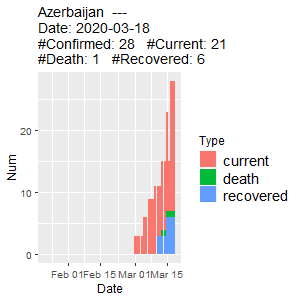 Azerbaijan  ---
Date: 2020-03-18
#Confirmed: 28   #Current: 21
#Death: 1   #Recovered: 6
Num
20
10
0
Feb 01 Feb 15 Mar 01 Mar 15
Date
Type
current
death
recovered